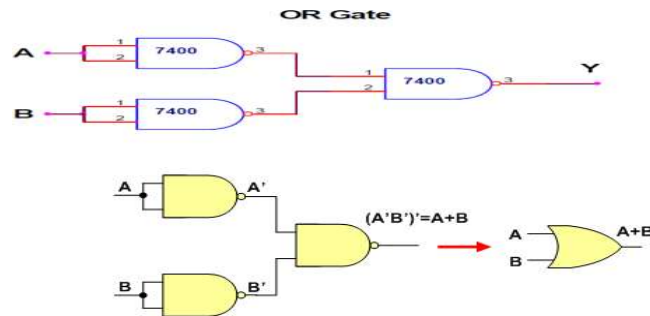 OR Gate
A 1 2 7400 3
1 2 7400 3 Y
B 1 2 7400 3
A A'
(A'B')'=A+B
A B A+B
B B'